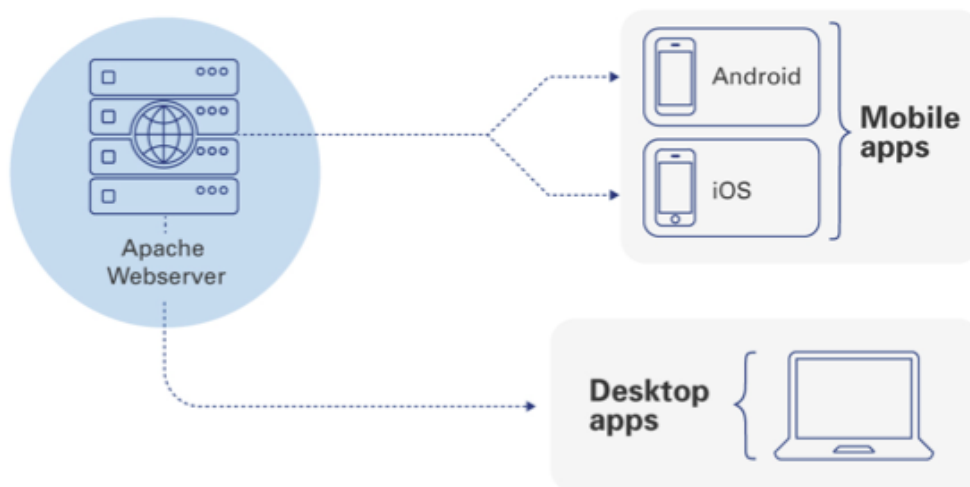 Android
Mobile
apps
iOS
Apache
Webserver
Desktop
apps